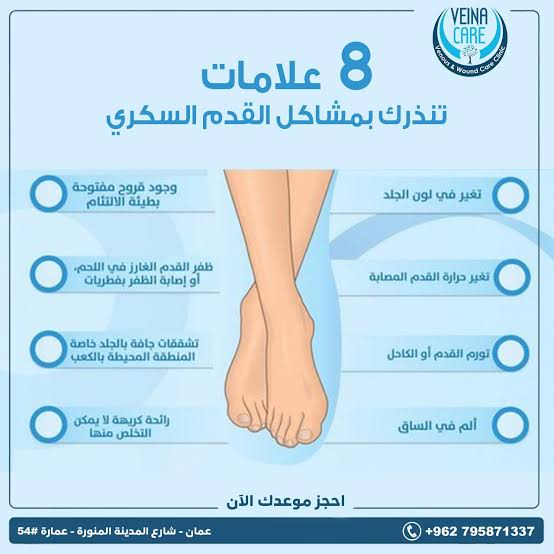 VEINA
CARE
Venous & Wound Care Clinic
8 علامات
تنذرك بمشاكل القدم السكري
تغير في لون الجلد
تغير حرارة القدم المصابة
تورم القدم أو الكاحل
ألم في الساق
وجود قروح مفتوحة
بطيئة الالتئام
ظفر القدم الغارز في اللحم،
أو إصابة الظفر بفطريات
تشققات جافة بالجلد خاصة
المنطقة المحيطة بالكعب
رائحة كريهة لا يمكن
التخلص منها
احجز موعدك الآن
+962 795871337
عمان - شارع المدينة المنورة - عمارة #54